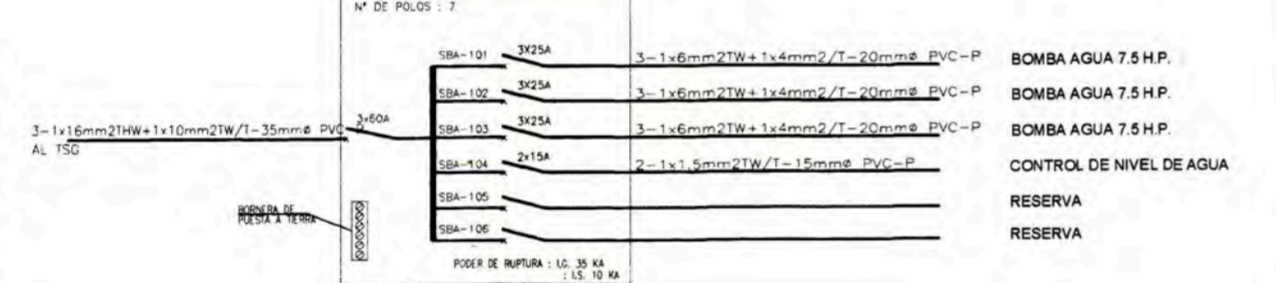 N° DE POLOS : 7
SBA-101 3X25A 3-1x6mm2TW+1x4mm2/T-20mmø PVC-P BOMBA AGUA 7.5 H.P.
SBA-102 3X25A 3-1x6mm2TW+1x4mm2/T-20mmø PVC-P BOMBA AGUA 7.5 H.P.
3-1x16mm2THW+1x10mm2TW/T-35mmø PVC 3x60A
AL TSG
SBA-103 3X25A 3-1x6mm2TW+1x4mm2/T-20mmø PVC-P BOMBA AGUA 7.5 H.P.
SBA-104 2x15A 2-1x1.5mm2TW/T-15mmø PVC-P CONTROL DE NIVEL DE AGUA
SBA-105 RESERVA
BORNERA DE
PUESTA A TIERRA
SBA-106 RESERVA
PODER DE RUPTURA : I.G. 35 KA
: I.S. 10 KA